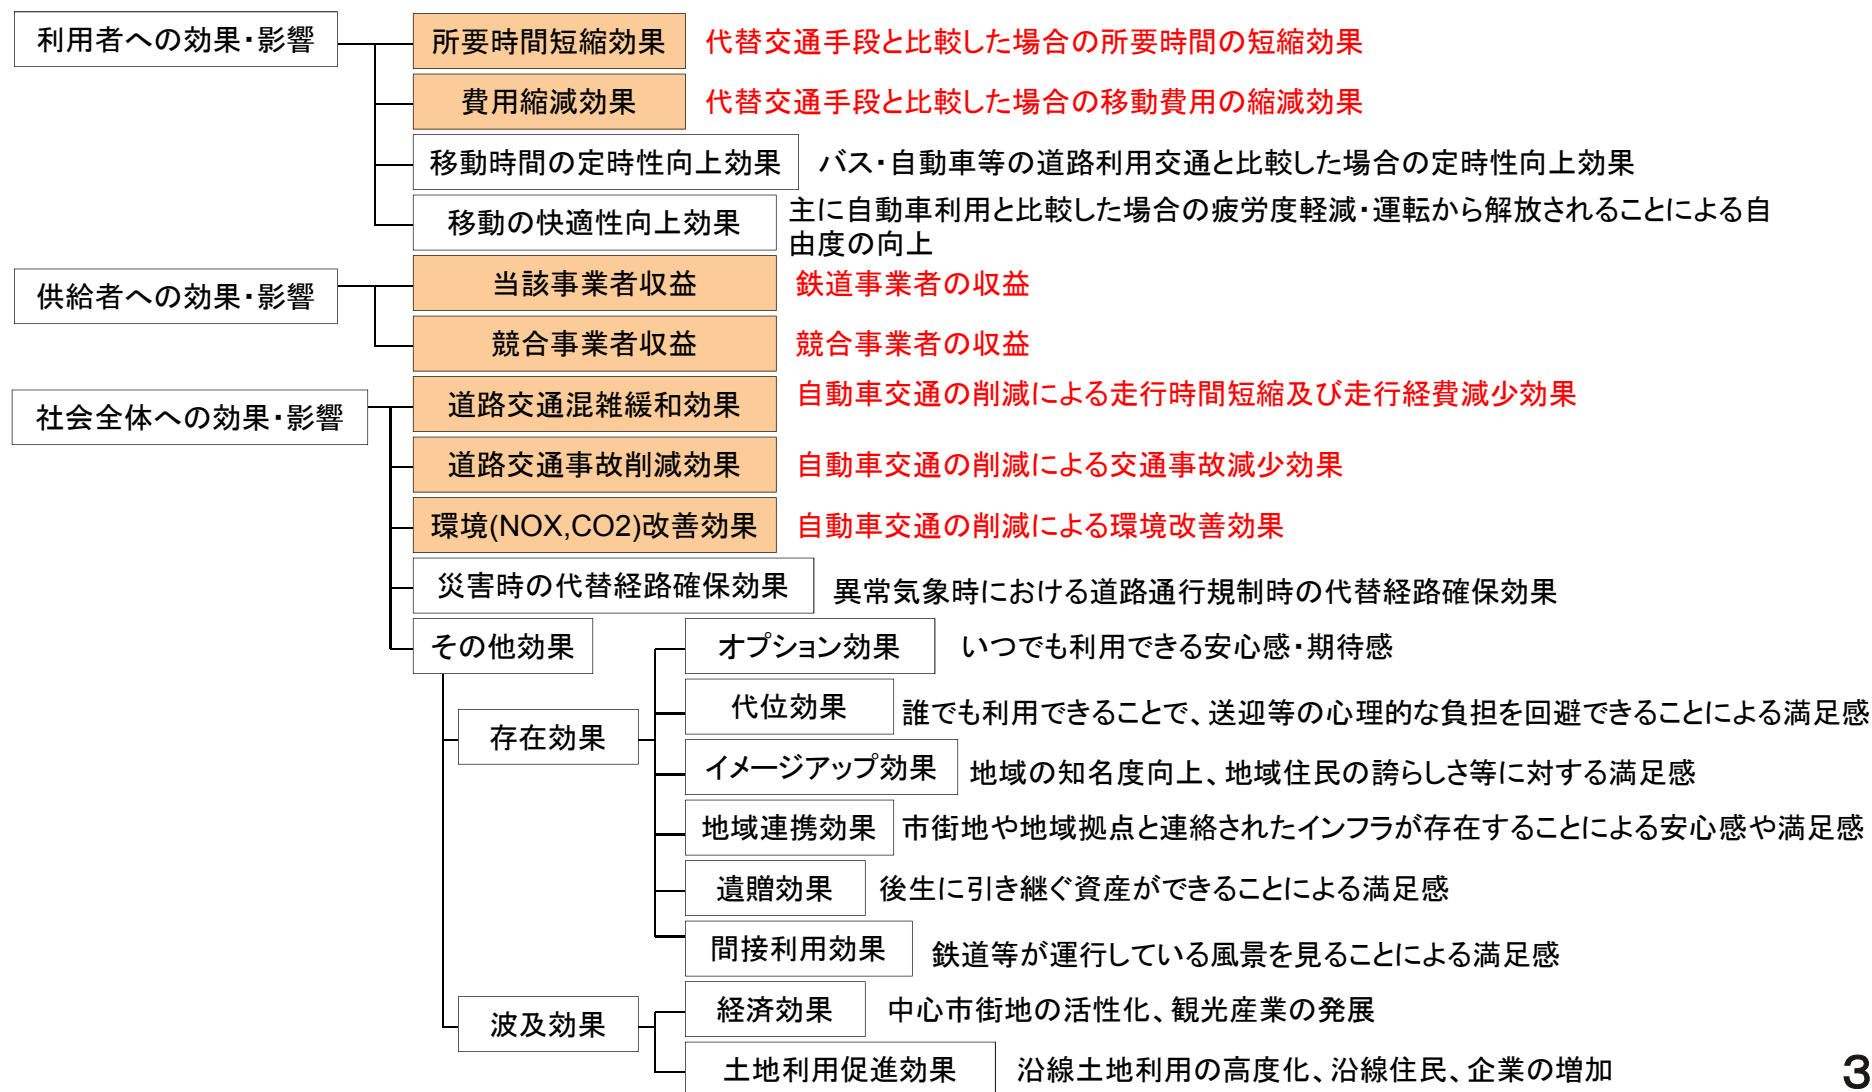 利用者への効果・影響
所要時間短縮効果
代替交通手段と比較した場合の所要時間の短縮効果
費用縮減効果
代替交通手段と比較した場合の移動費用の縮減効果
移動時間の定時性向上効果
バス・自動車等の道路利用交通と比較した場合の定時性向上効果
移動の快適性向上効果
主に自動車利用と比較した場合の疲労度軽減・運転から解放されることによる自
由度の向上
供給者への効果・影響
当該事業者収益
鉄道事業者の収益
競合事業者収益
競合事業者の収益
社会全体への効果・影響
道路交通混雑緩和効果
自動車交通の削減による走行時間短縮及び走行経費減少効果
道路交通事故削減効果
自動車交通の削減による交通事故減少効果
環境(NOX,CO2)改善効果
自動車交通の削減による環境改善効果
災害時の代替経路確保効果
異常気象時における道路通行規制時の代替経路確保効果
その他効果
存在効果
オプション効果
いつでも利用できる安心感・期待感
代位効果
誰でも利用できることで、送迎等の心理的な負担を回避できることによる満足感
イメージアップ効果
地域の知名度向上、地域住民の誇らしさ等に対する満足感
地域連携効果
市街地や地域拠点と連絡されたインフラが存在することによる安心感や満足感
遺贈効果
後生に引き継ぐ資産ができることによる満足感
間接利用効果
鉄道等が運行している風景を見ることによる満足感
波及効果
経済効果
中心市街地の活性化、観光産業の発展
土地利用促進効果
沿線土地利用の高度化、沿線住民、企業の増加
3